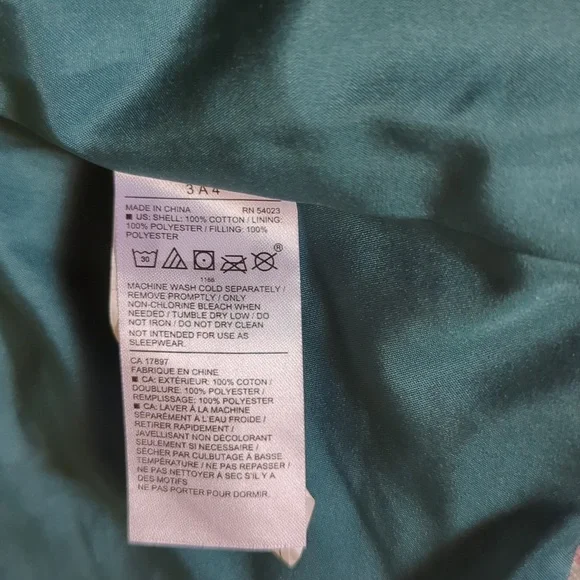 3 A 4
MADE IN CHINA RN 54023
■ US: SHELL: 100% COTTON / LINING:
100% POLYESTER / FILLING: 100%
POLYESTER
®
30
1166
MACHINE WASH COLD SEPARATELY /
REMOVE PROMPTLY / ONLY
NON-CHLORINE BLEACH WHEN
NEEDED / TUMBLE DRY LOW / DO
NOT IRON / DO NOT DRY CLEAN
NOT INTENDED FOR USE AS
SLEEPWEAR.
CA 17897
FABRIQUE EN CHINE
■ CA: EXTÉRIEUR: 100% COTON /
DOUBLURE: 100% POLYESTER /
REMPLISSAGE: 100% POLYESTER
■ CA: LAVER À LA MACHINE
SÉPARÉMENT À L'EAU FROIDE /
RETIRER RAPIDEMENT /
JAVELLISANT NON DÉCOLORANT
SEULEMENT SI NÉCESSAIRE /
SÉCHER PAR CULBUTAGE À BASSE
TEMPÉRATURE / NE PAS REPASSER /
NE PAS NETTOYER À SEC S'IL Y A
DES MOTIFS
NE PAS PORTER POUR DORMIR.